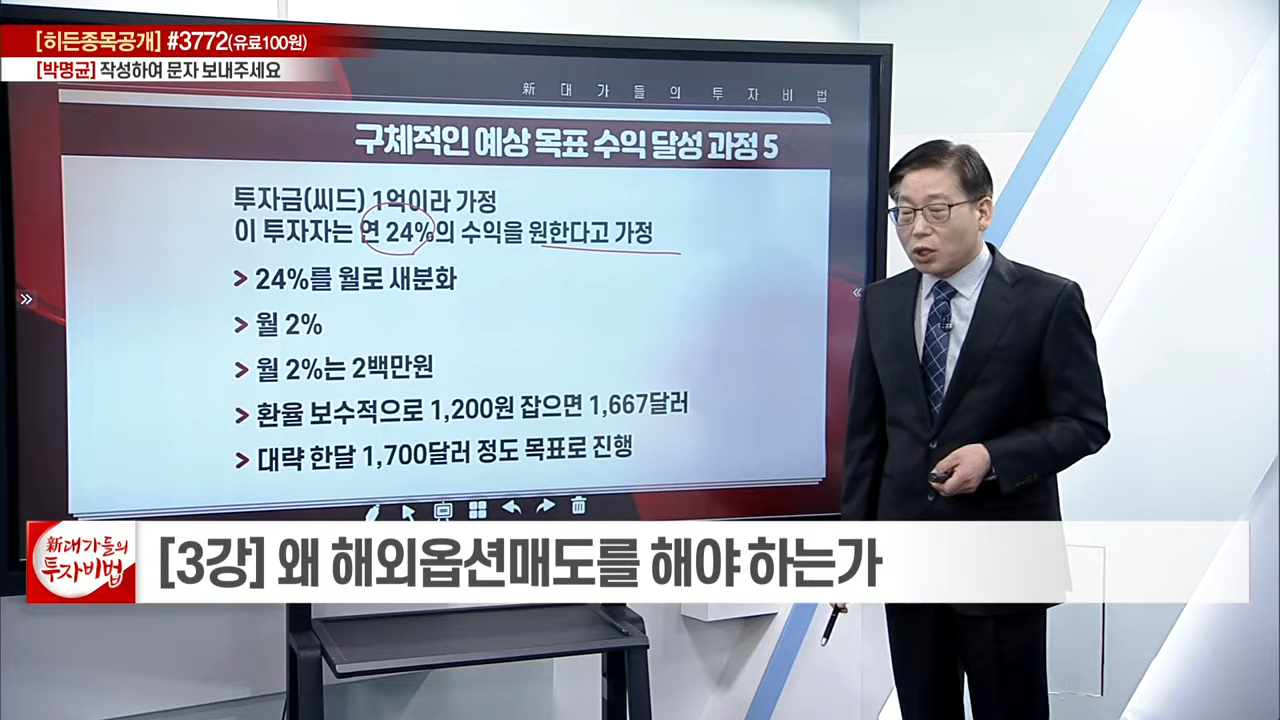 [히든종목공개] #3772(유료100원)
[박명균] 작성하여 문자 보내주세요
新 대가들의 투자비법
구체적인 예상 목표 수익 달성 과정 5
투자금(씨드) 1억이라 가정
이 투자자는 연 24%의 수익을 원한다고 가정
> 24%를 월로 새분화
> 월 2%
> 월 2%는 2백만원
> 환율 보수적으로 1,200원 잡으면 1,667달러
> 대략 한달 1,700달러 정도 목표로 진행
新대가들의
투자비법
[3강] 왜 해외옵션매도를 해야 하는가